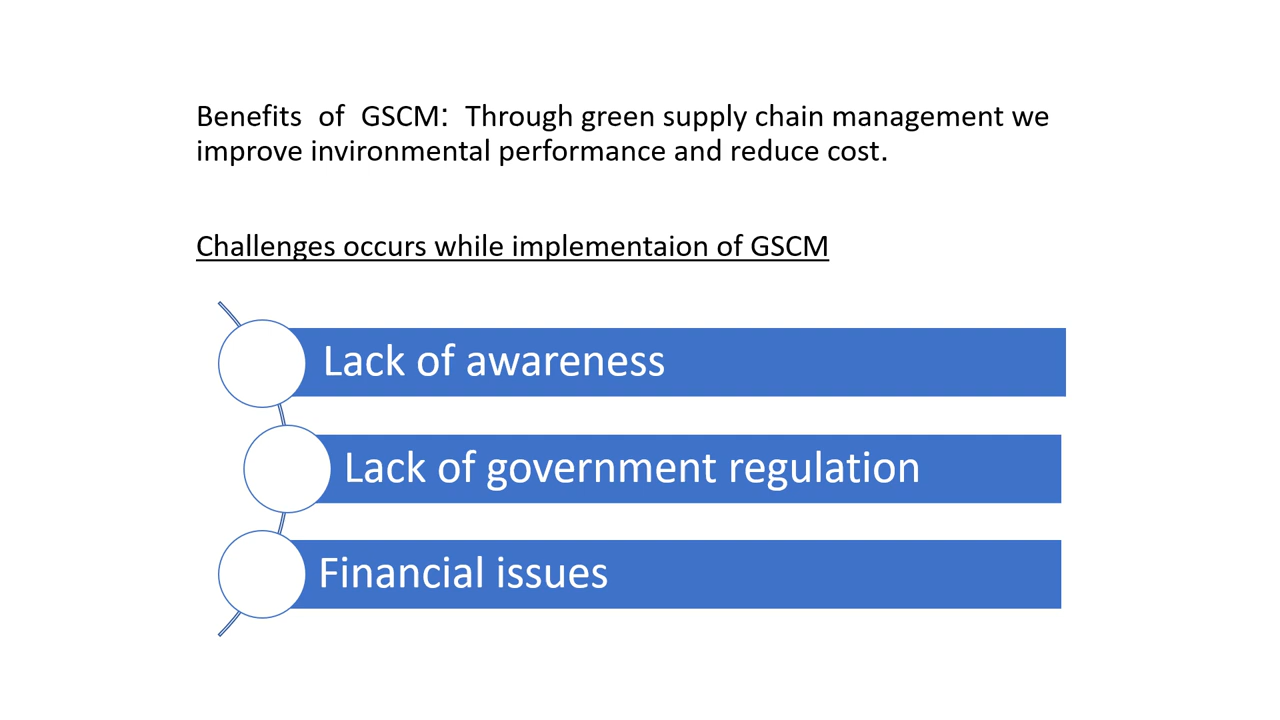 Benefits of GSCM: Through green supply chain management we
improve invironmental performance and reduce cost.
Challenges occurs while implementaion of GSCM
Lack of awareness
Lack of government regulation
Financial issues